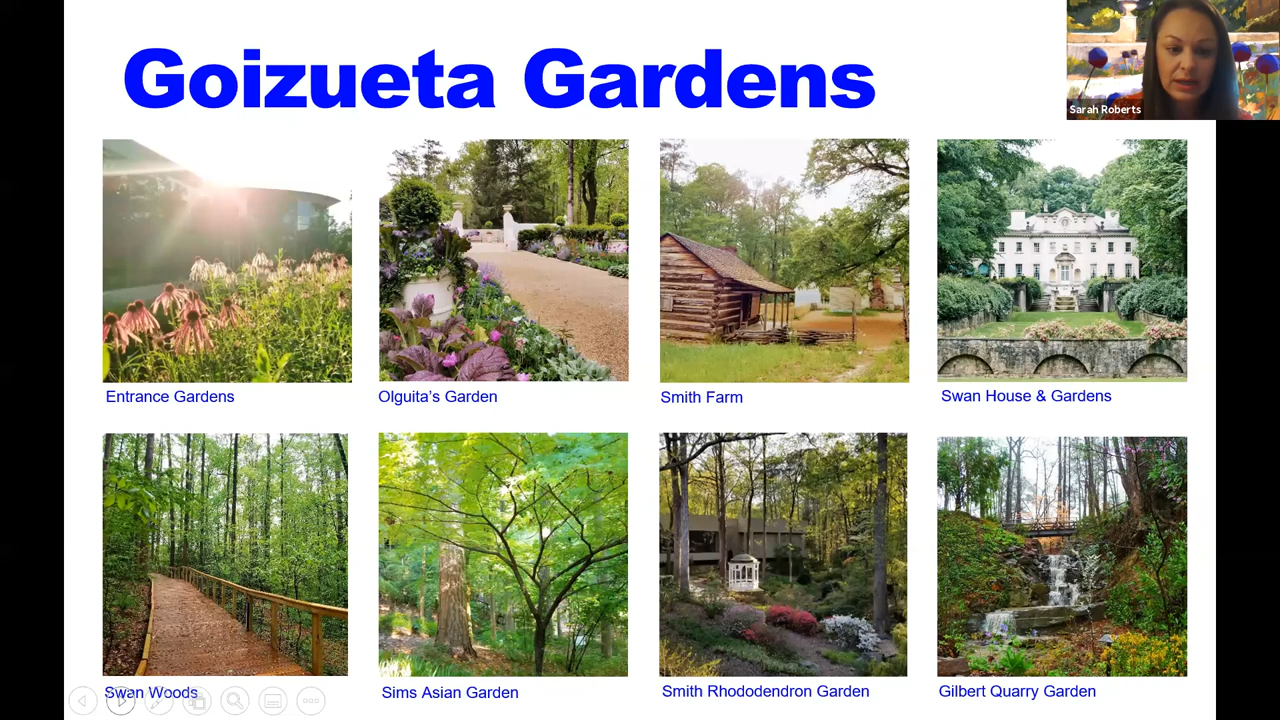 Goizueta Gardens
Sarah Roberts
Entrance Gardens
Olguita's Garden
Smith Farm
Swan House & Gardens
Swan Woods
Sims Asian Garden
Smith Rhododendron Garden
Gilbert Quarry Garden